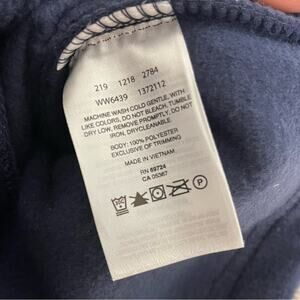 219 1218 2784
WW6439 1372112
MACHINE WASH COLD GENTLE, WITH
LIKE COLORS, DO NOT BLEACH, TUMBLE
DRY LOW, REMOVE PROMPTLY, DO NOT
IRON, DRYCLEANABLE.
BODY: 100% POLYESTER
EXCLUSIVE OF TRIMMING
MADE IN VIETNAM
RN 69724
CA 05367
P